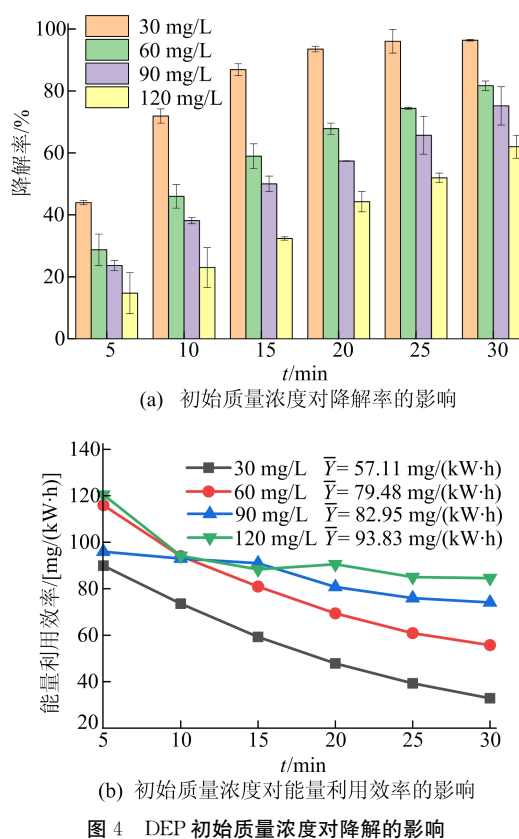 100
80
60
40
20
0
降解率/%
30 mg/L
60 mg/L
90 mg/L
120 mg/L
5 10 15 20 25 30
t/min
(a) 初始质量浓度对降解率的影响
140
120
100
80
60
40
20
能量利用效率/[mg/(kW·h)]
30 mg/L Y̅= 57.11 mg/(kW·h)
60 mg/L Y̅= 79.48 mg/(kW·h)
90 mg/L Y̅= 82.95 mg/(kW·h)
120 mg/L Y̅= 93.83 mg/(kW·h)
5 10 15 20 25 30
t/min
(b) 初始质量浓度对能量利用效率的影响
图 4 DEP 初始质量浓度对降解的影响